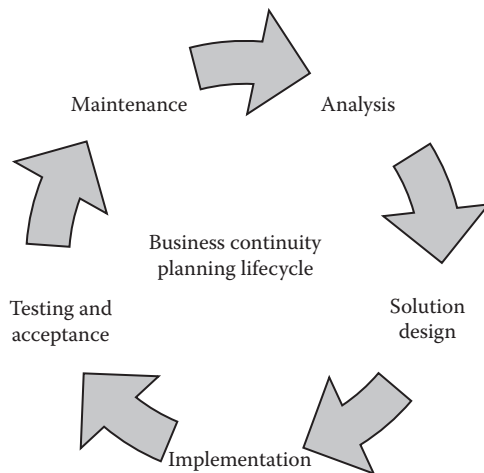 Maintenance
Analysis
Business continuity
planning lifecycle
Testing and
acceptance
Solution
design
Implementation